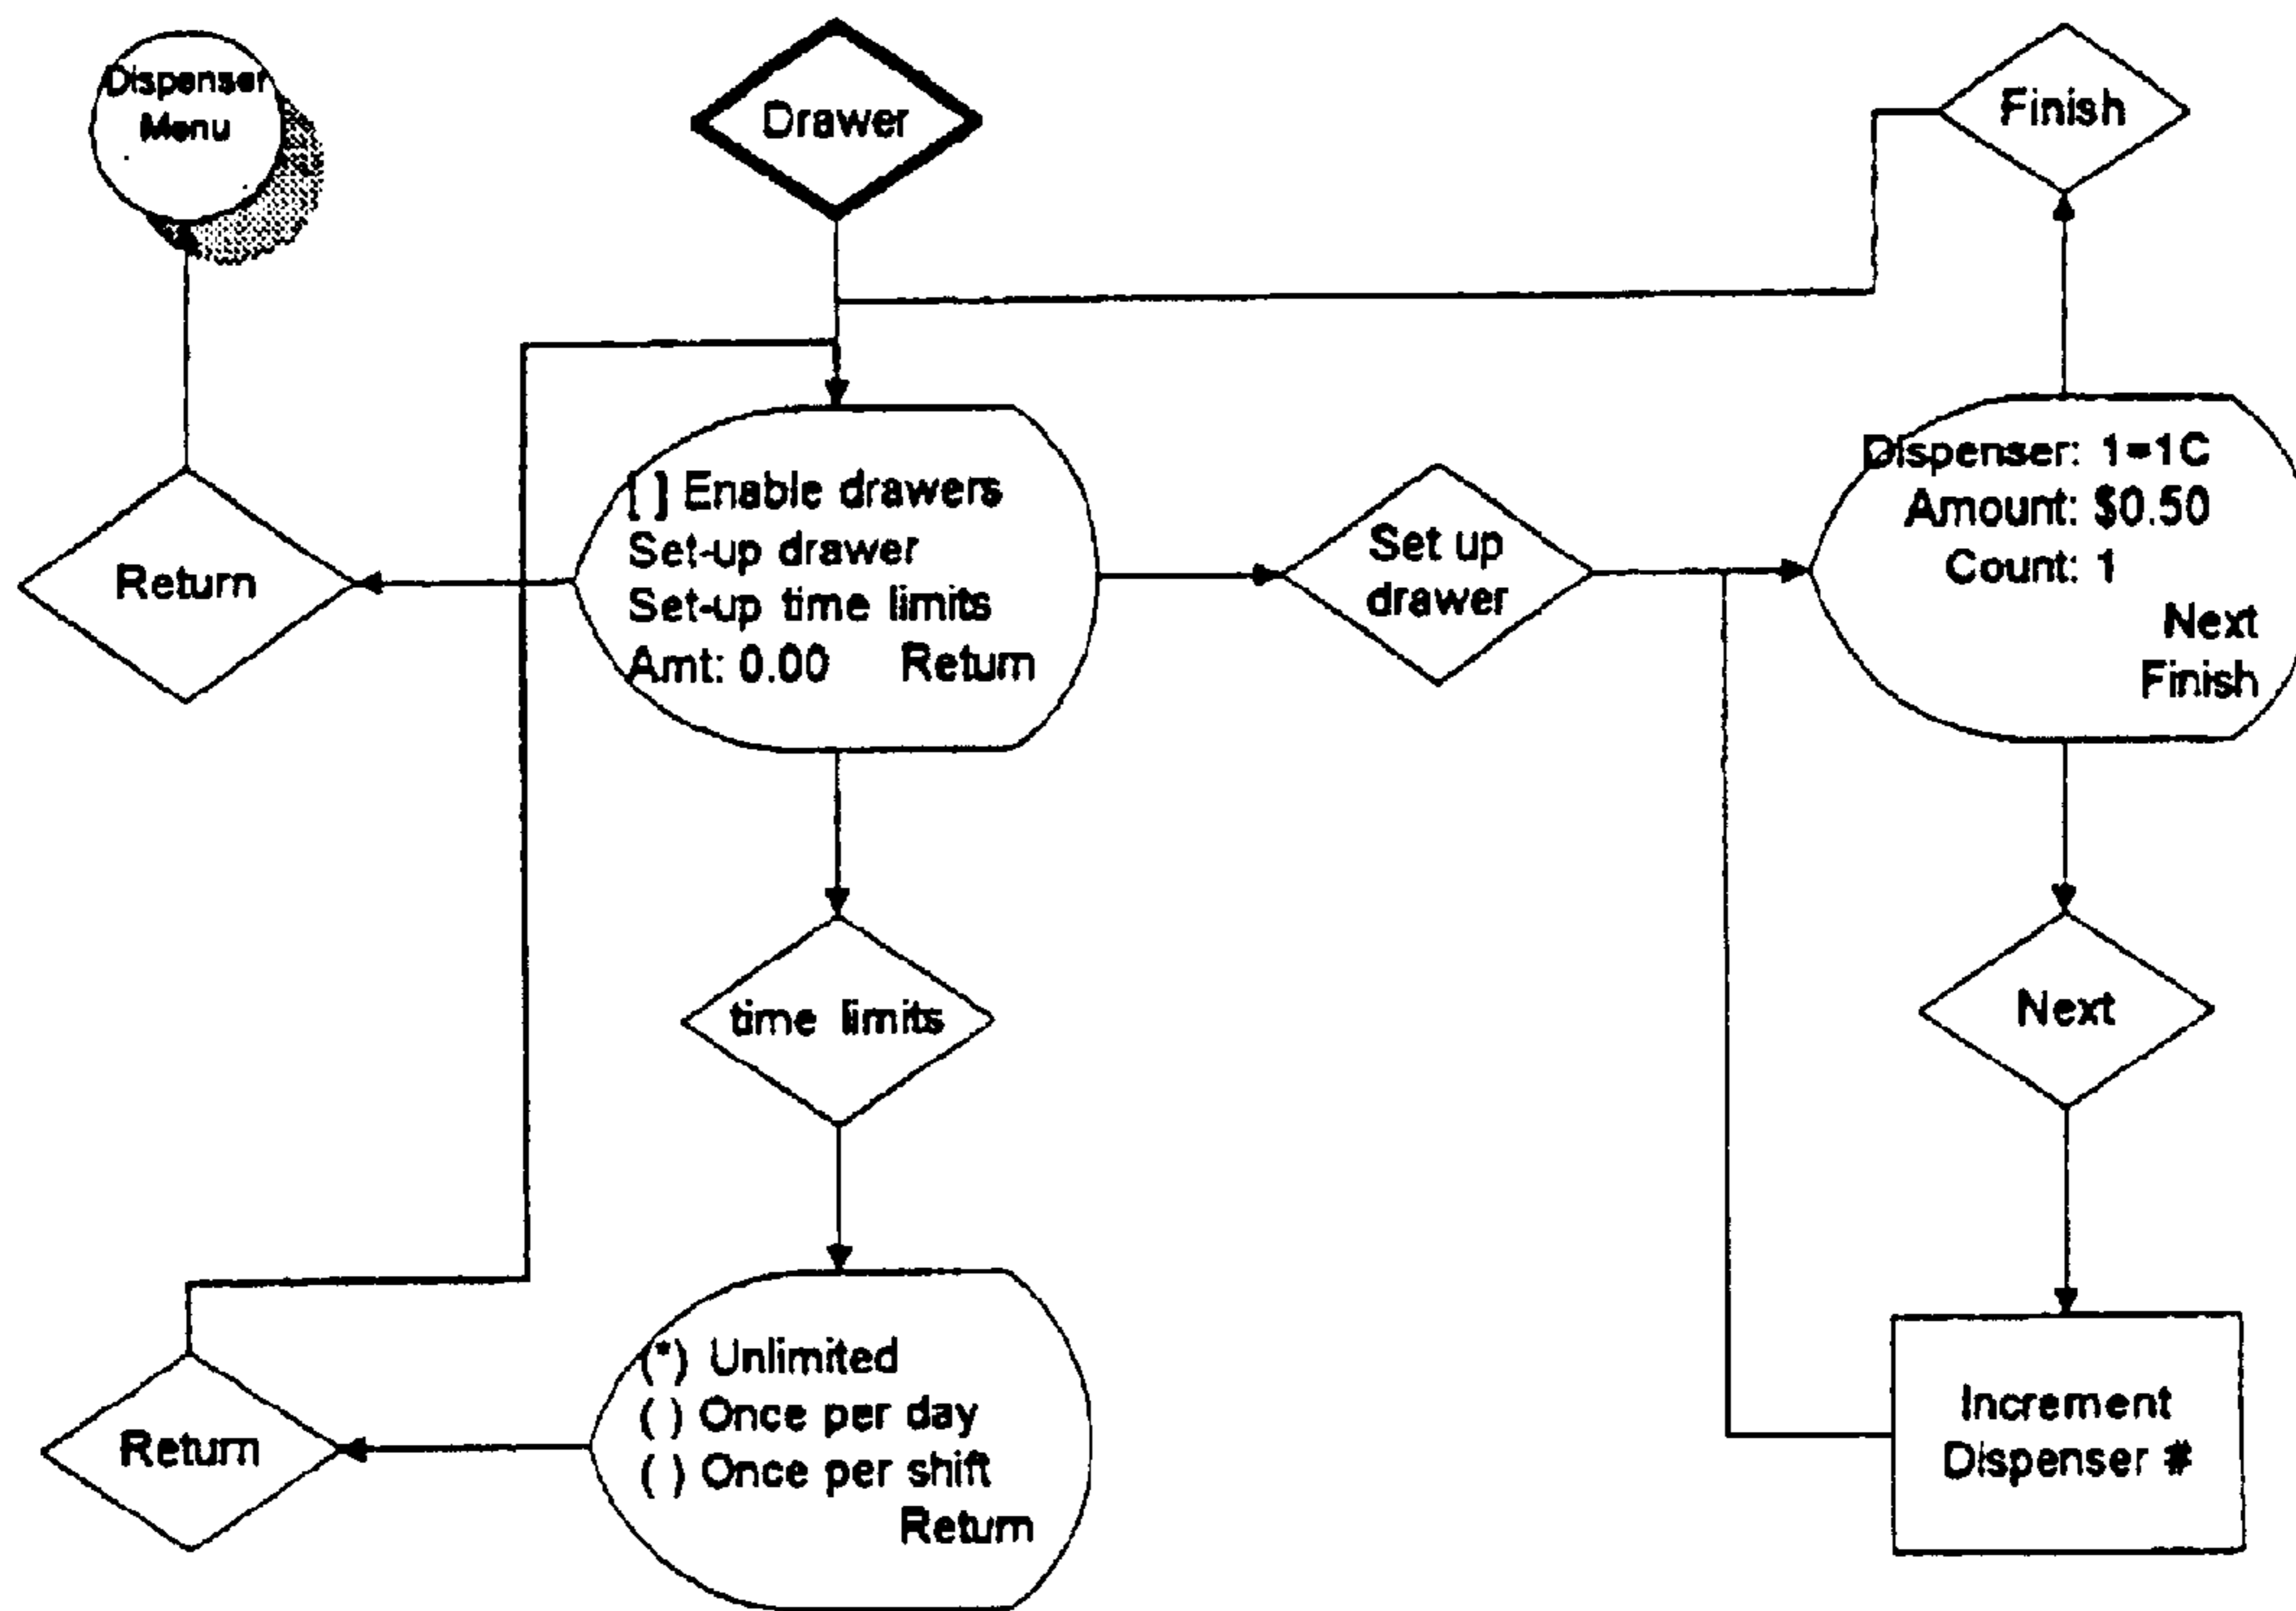 Dispenser
Menu
Drawer
Finish
Return
[ ] Enable drawers
Set-up drawer
Set-up time limits
Amt: 0.00 Return
Set up
drawer
Dispenser: 1=1C
Amount: $0.50
Count: 1
Next
Finish
time limits
Next
Return
(*) Unlimited
( ) Once per day
( ) Once per shift
Return
Increment
Dispenser #